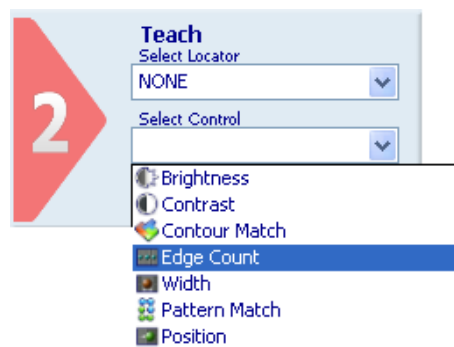 2
Teach
Select Locator
NONE
Select Control
Brightness
Contrast
Contour Match
Edge Count
Width
Pattern Match
Position